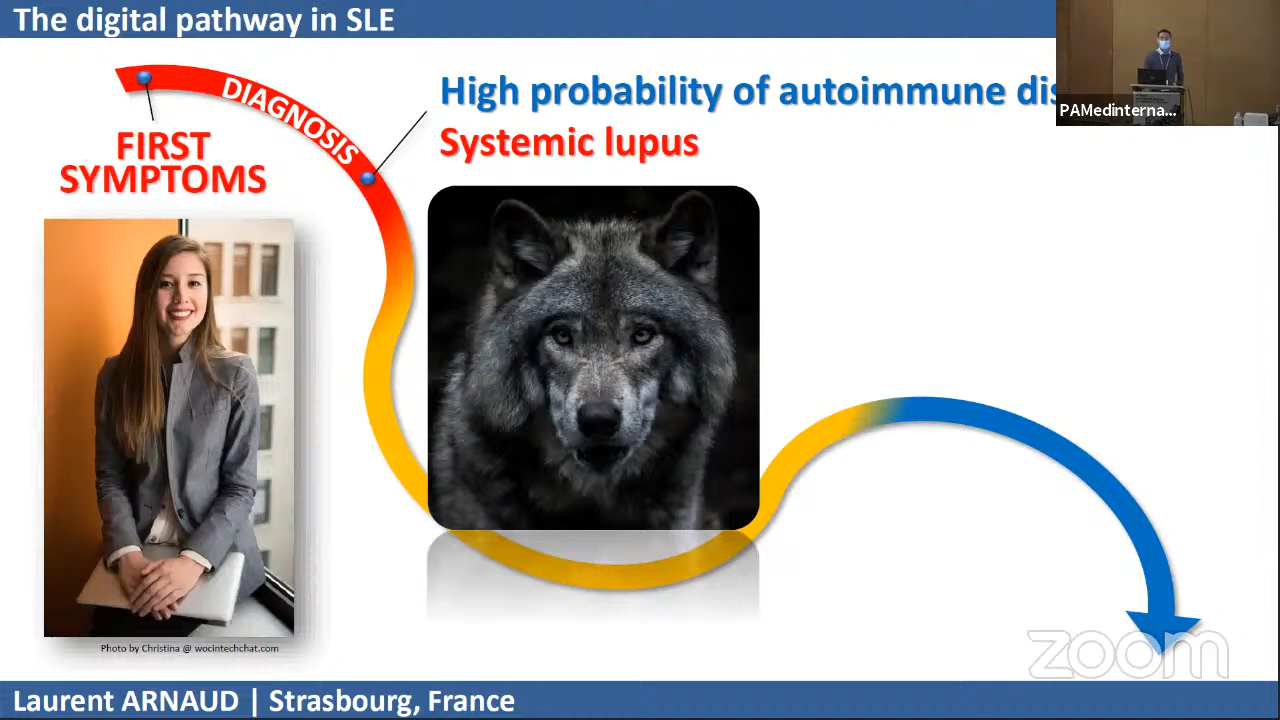 The digital pathway in SLE
DIAGNOSIS
High probability of autoimmune dis
Systemic lupus
PAMedinterna...
FIRST
SYMPTOMS
Photo by Christina @ wocintechchat.com
zoom
Laurent ARNAUD | Strasbourg, France